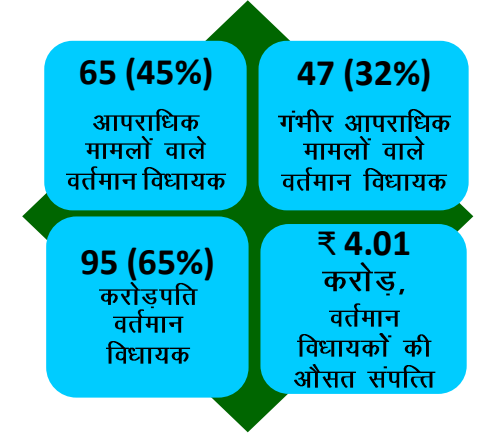 65 (45%)
आपराधिक
मामलों वाले
वर्तमान विधायक
47 (32%)
गंभीर आपराधिक
मामलों वाले
वर्तमान विधायक
95 (65%)
करोड़पति
वर्तमान
विधायक
₹ 4.01
करोड़,
वर्तमान
विधायकों की
औसत संपत्ति